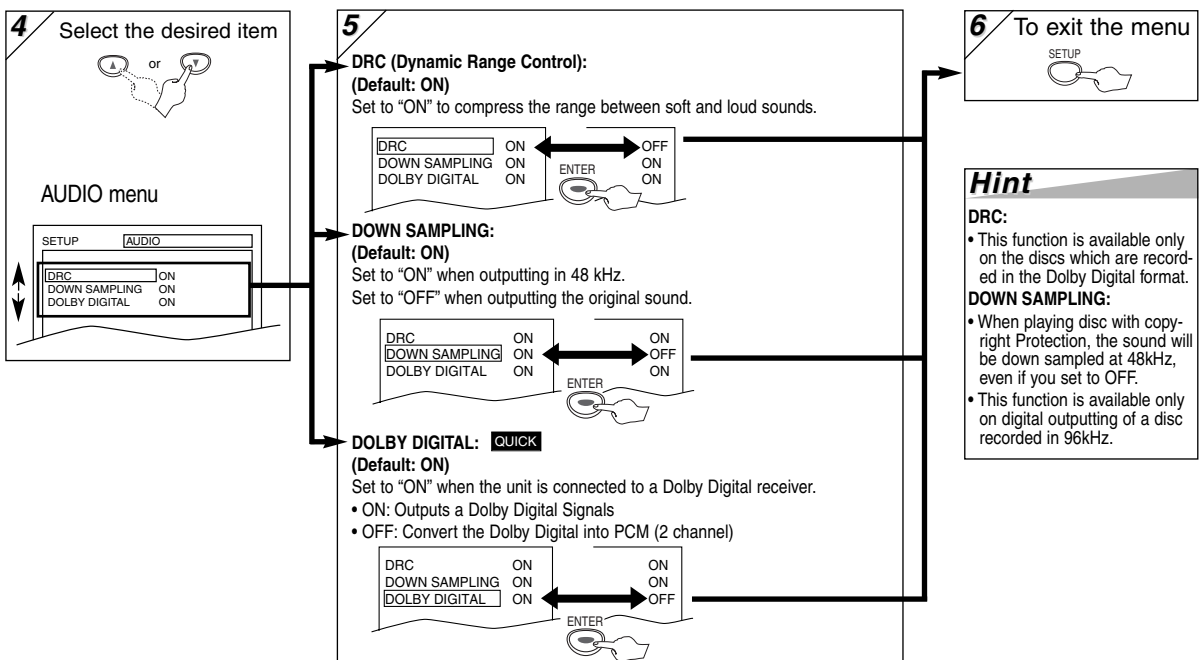 4 Select the desired item
▲ or ▼
AUDIO menu
SETUP AUDIO
DRC ON
DOWN SAMPLING ON
DOLBY DIGITAL ON
5
DRC (Dynamic Range Control):
(Default: ON)
Set to “ON” to compress the range between soft and loud sounds.
DRC ON OFF
DOWN SAMPLING ON ON
DOLBY DIGITAL ON ON
ENTER
DOWN SAMPLING:
(Default: ON)
Set to “ON” when outputting in 48 kHz.
Set to “OFF” when outputting the original sound.
DRC ON ON
DOWN SAMPLING ON OFF
DOLBY DIGITAL ON ON
ENTER
DOLBY DIGITAL: QUICK
(Default: ON)
Set to “ON” when the unit is connected to a Dolby Digital receiver.
• ON: Outputs a Dolby Digital Signals
• OFF: Convert the Dolby Digital into PCM (2 channel)
DRC ON ON
DOWN SAMPLING ON ON
DOLBY DIGITAL ON OFF
ENTER
6 To exit the menu
SETUP
Hint
DRC:
• This function is available only
on the discs which are record-
ed in the Dolby Digital format.
DOWN SAMPLING:
• When playing disc with copy-
right Protection, the sound will
be down sampled at 48kHz,
even if you set to OFF.
• This function is available only
on digital outputting of a disc
recorded in 96kHz.